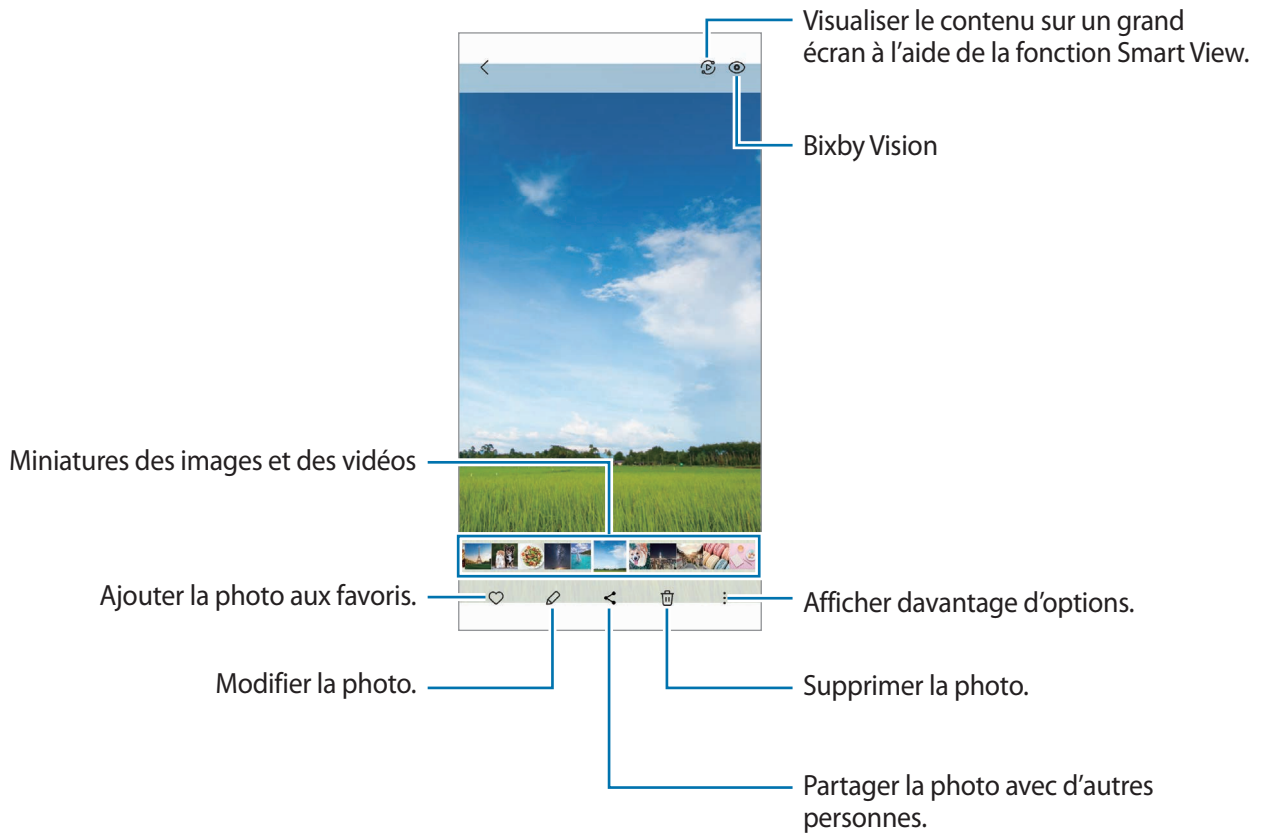 Visualiser le contenu sur un grand
écran à l'aide de la fonction Smart View.
Bixby Vision
Miniatures des images et des vidéos
Ajouter la photo aux favoris.
Afficher davantage d'options.
Modifier la photo.
Supprimer la photo.
Partager la photo avec d'autres
personnes.